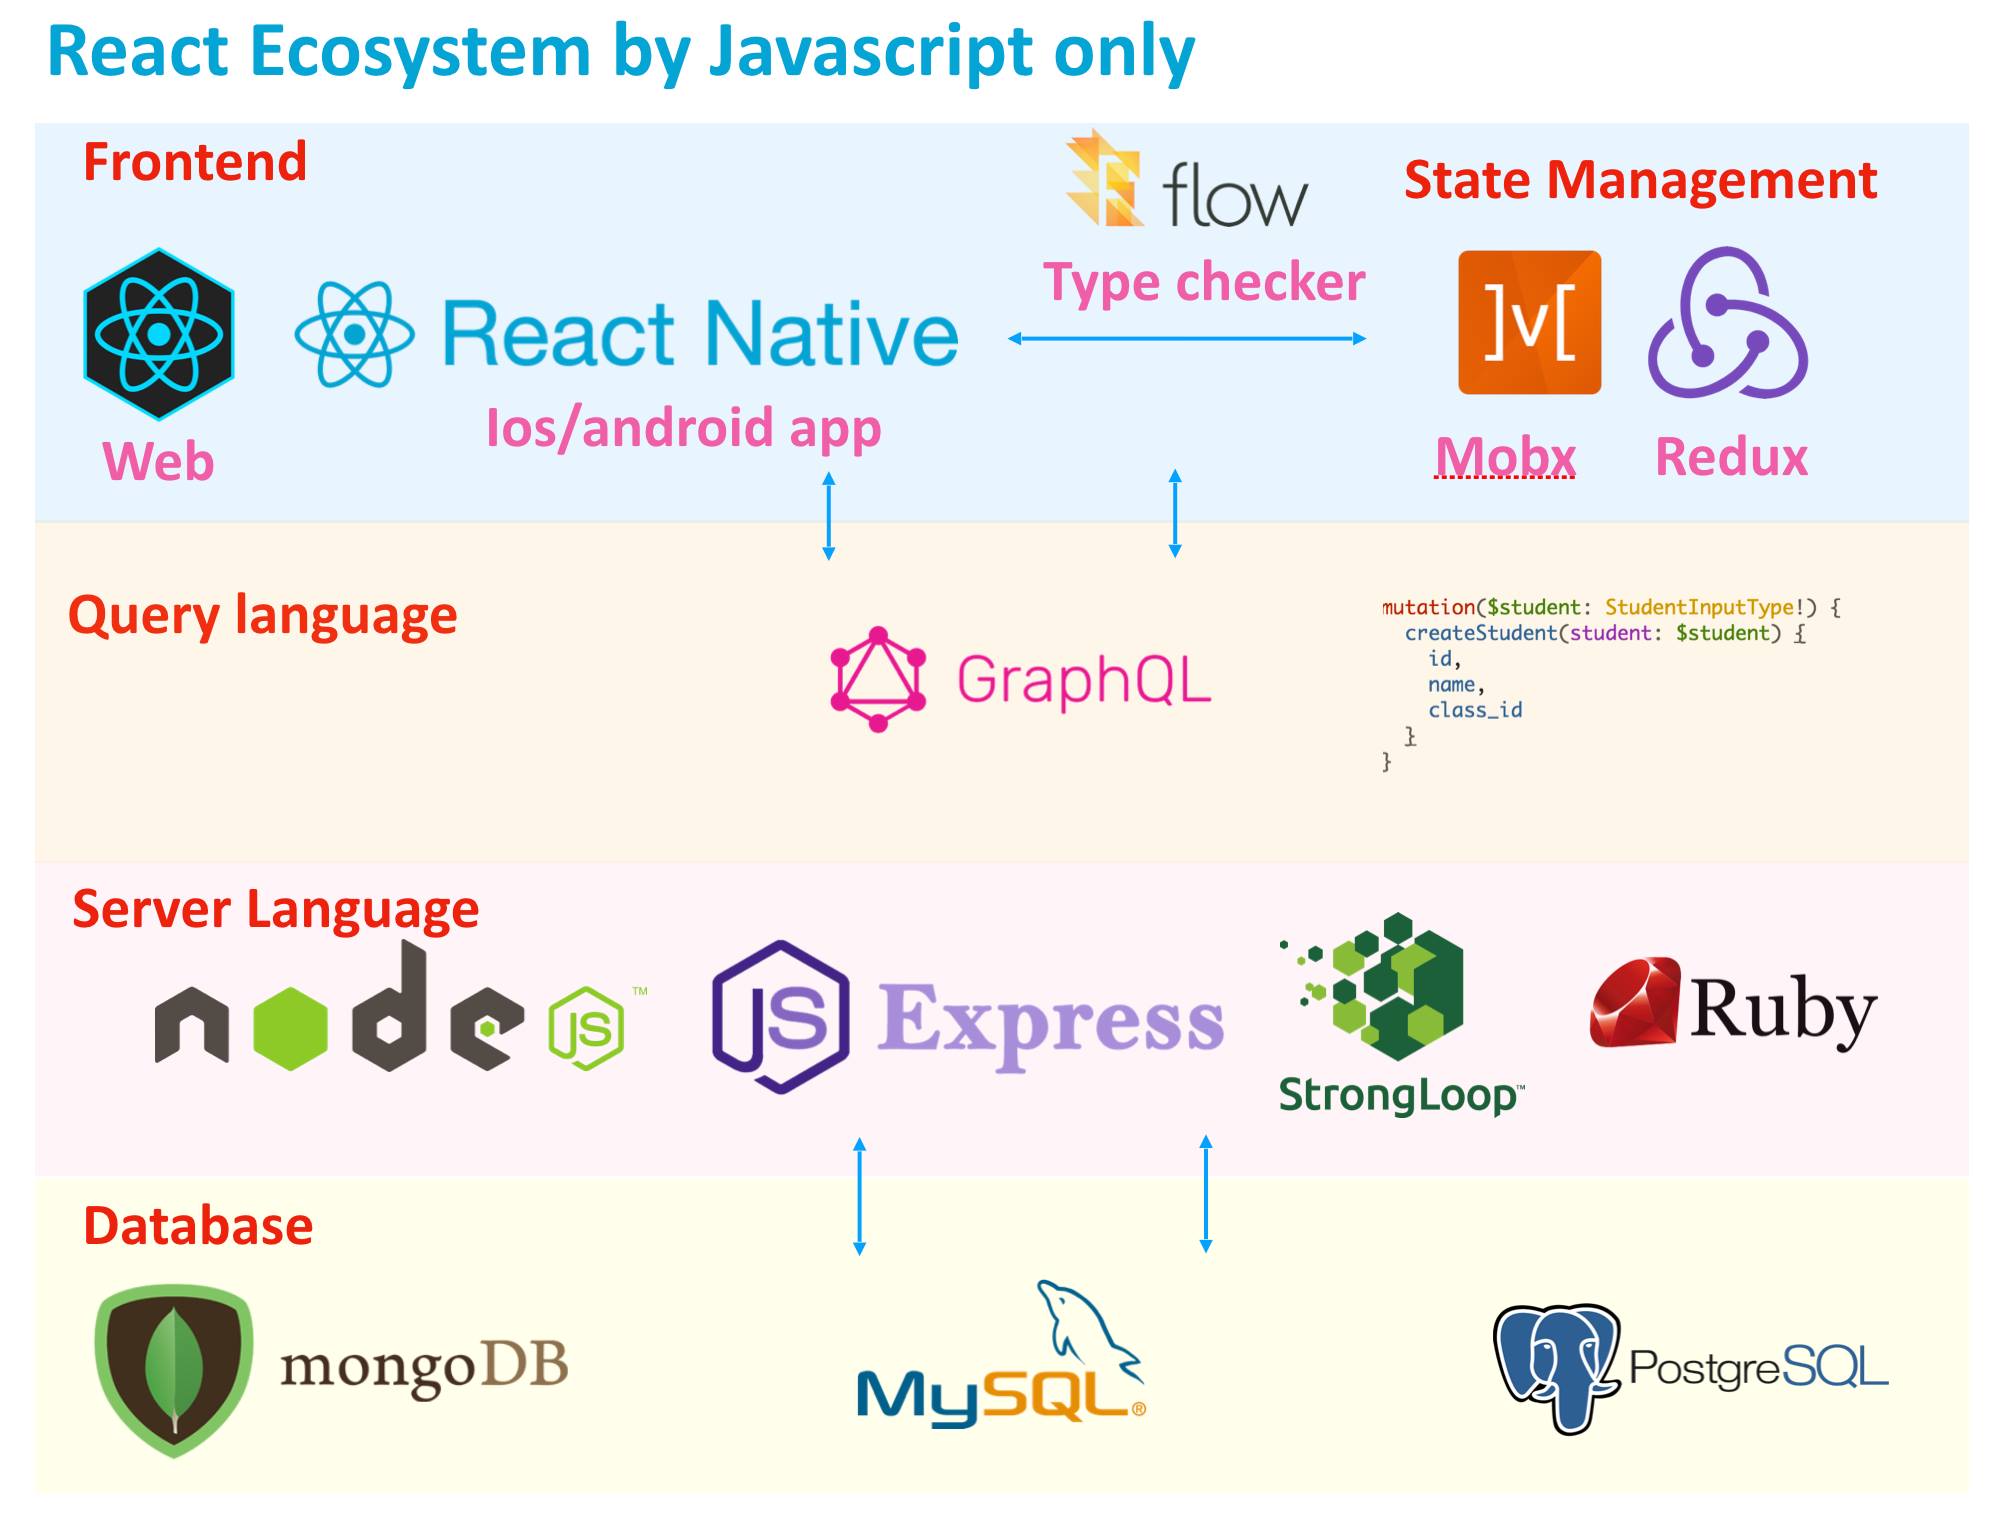 React Ecosystem by Javascript only
Frontend
flow
State Management
Type checker
React Native
]v[
Ios/android app
Web
Mobx
Redux
Query language
GraphQL
mutation($student: StudentInputType!) {
createStudent(student: $student) {
id,
name,
class_id
}
}
Server Language
node JS ™
JS Express
StrongLoop™
Ruby
Database
mongoDB
MySQL®
PostgreSQL